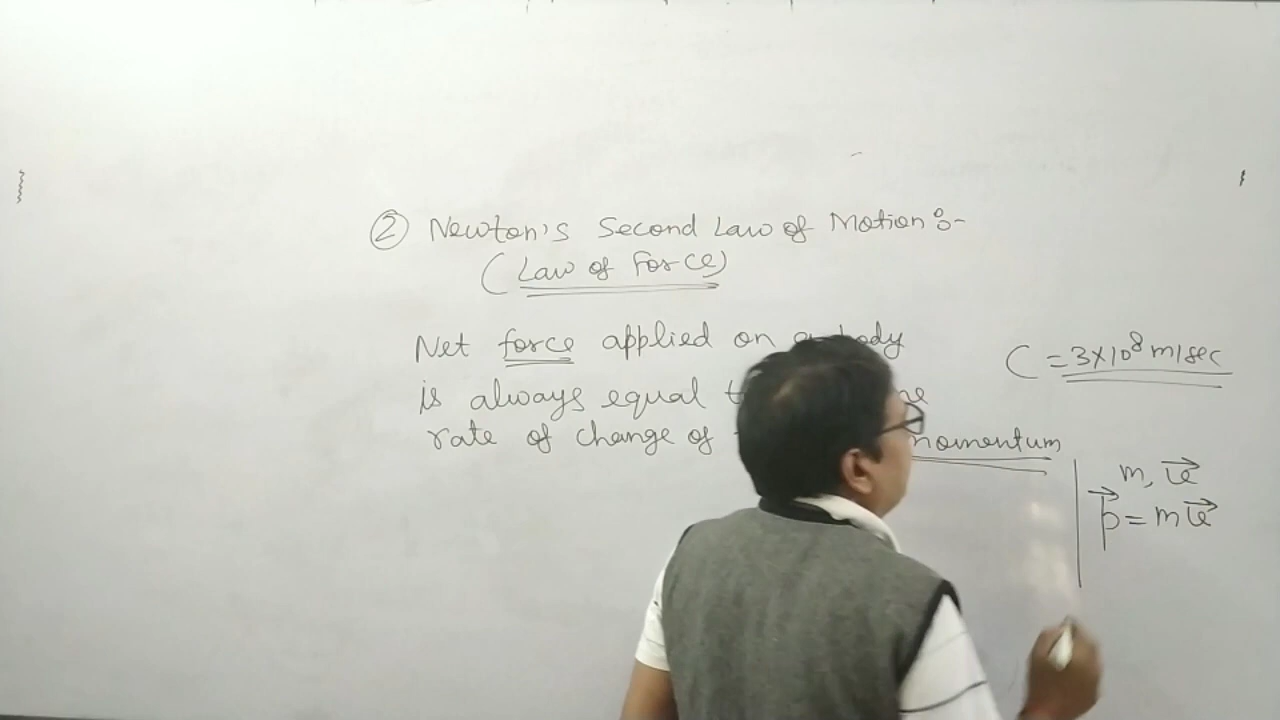 ② Newton's Second Law of Motion :-
(Law of Force)
Net force applied on a body
is always equal
rate of change of momentum
C = 3×10⁸ m/sec
m, v⃗
p⃗ = m v⃗